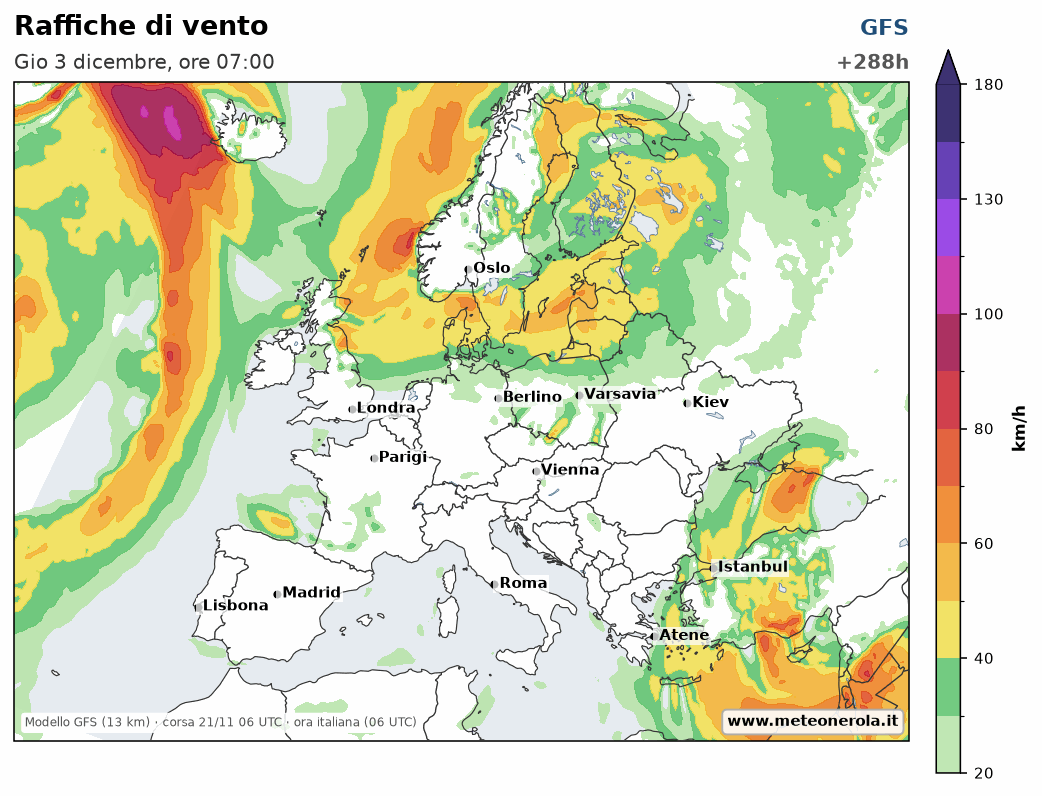 Raffiche di vento
GFS
Gio 3 dicembre, ore 07:00
+288h
180
130
100
80
60
40
20
km/h
Oslo
Berlino
Varsavia
Kiev
Londra
Parigi
Vienna
Istanbul
Roma
Madrid
Lisbona
Atene
Modello GFS (13 km) · corsa 21/11 06 UTC · ora italiana (06 UTC)
www.meteonerola.it